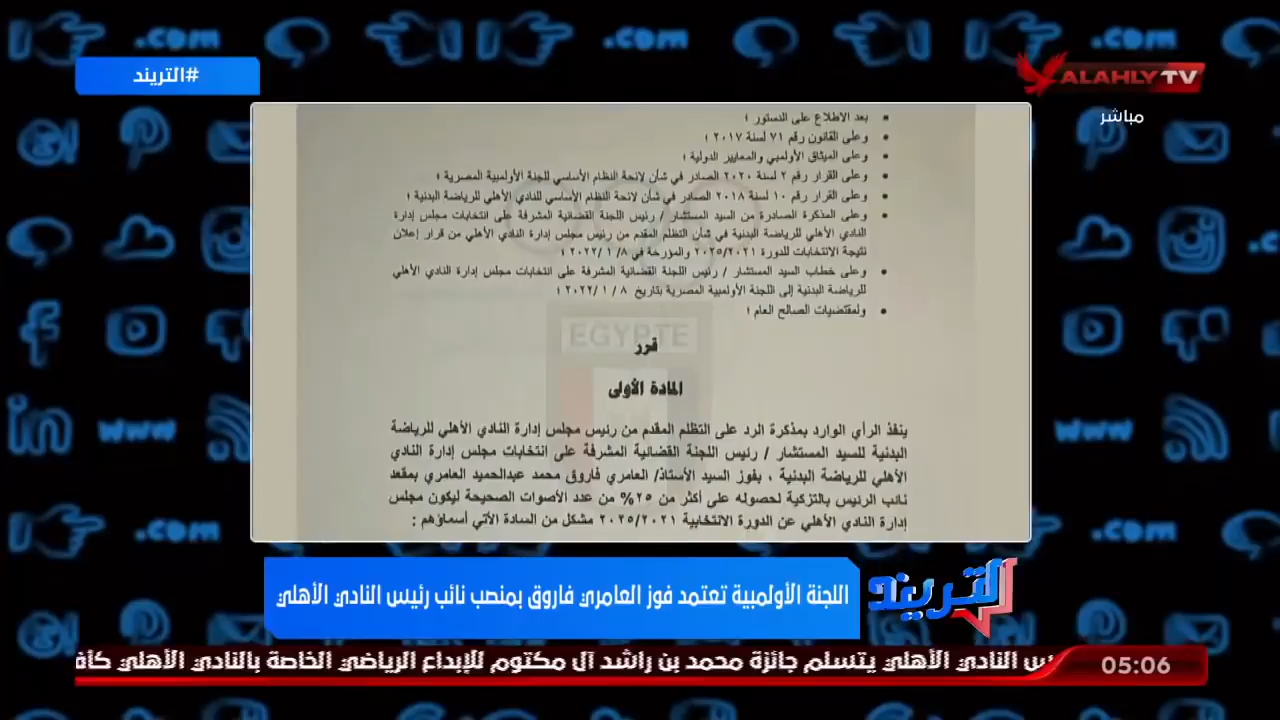 #التريند
ALAHLY TV
مباشر
بعد الاطلاع على الدستور ؛
وعلى القانون رقم ٧١ لسنة ٢٠١٧ ؛
وعلى الميثاق الأولمبي والمعايير الدولية ؛
وعلى القرار رقم ٢ لسنة ٢٠٢٠ الصادر في شأن لائحة النظام الأساسي للجنة الأولمبية المصرية ؛
وعلى القرار رقم ١٠ لسنة ٢٠١٨ الصادر في شأن لائحة النظام الأساسي للنادي الأهلي للرياضة البدنية ؛
وعلى المذكرة الصادرة من السيد المستشار / رئيس اللجنة القضائية المشرفة على انتخابات مجلس إدارة
النادي الأهلي للرياضة البدنية في شأن التظلم المقدم من رئيس مجلس إدارة النادي الأهلي من قرار إعلان
نتيجة الانتخابات للدورة ٢٠٢٥/٢٠٢١ والمؤرخة في ٨/ ١ /٢٠٢٢ ؛
وعلى خطاب السيد المستشار / رئيس اللجنة القضائية المشرفة على انتخابات مجلس إدارة النادي الأهلي
للرياضة البدنية إلى اللجنة الأولمبية المصرية بتاريخ ٨ / ١ /٢٠٢٢ ؛
ولمقتضيات الصالح العام ؛
EGYPTE
قرر
المادة الأولى
ينفذ الرأي الوارد بمذكرة الرد على التظلم المقدم من رئيس مجلس إدارة النادي الأهلي للرياضة
البدنية للسيد المستشار / رئيس اللجنة القضائية المشرفة على انتخابات مجلس إدارة النادي
الأهلي للرياضة البدنية ، بفوز السيد الأستاذ/ العامري فاروق محمد عبدالحميد العامري بمقعد
نائب الرئيس بالتزكية لحصوله على أكثر من ٢٥% من عدد الأصوات الصحيحة ليكون مجلس
إدارة النادي الأهلي عن الدورة الانتخابية ٢٠٢٥/٢٠٢١ مشكل من السادة الآتي أسماؤهم :
التريند
اللجنة الأولمبية تعتمد فوز العامري فاروق بمنصب نائب رئيس النادي الأهلي
05:06
النادي الأهلي يتسلم جائزة محمد بن راشد آل مكتوم للإبداع الرياضي الخاصة بالنادي الأهلي